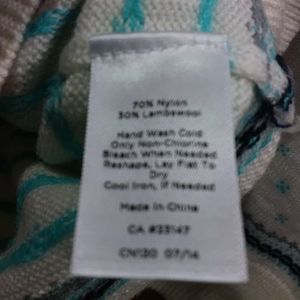 70% Nylon
30% Lambswool
Hand Wash Cold
Only Non-Chlorine
Bleach When Needed
Reshape, Lay Flat To
Dry
Cool Iron, If Needed
Made In China
CA #33147
CN130 07/14